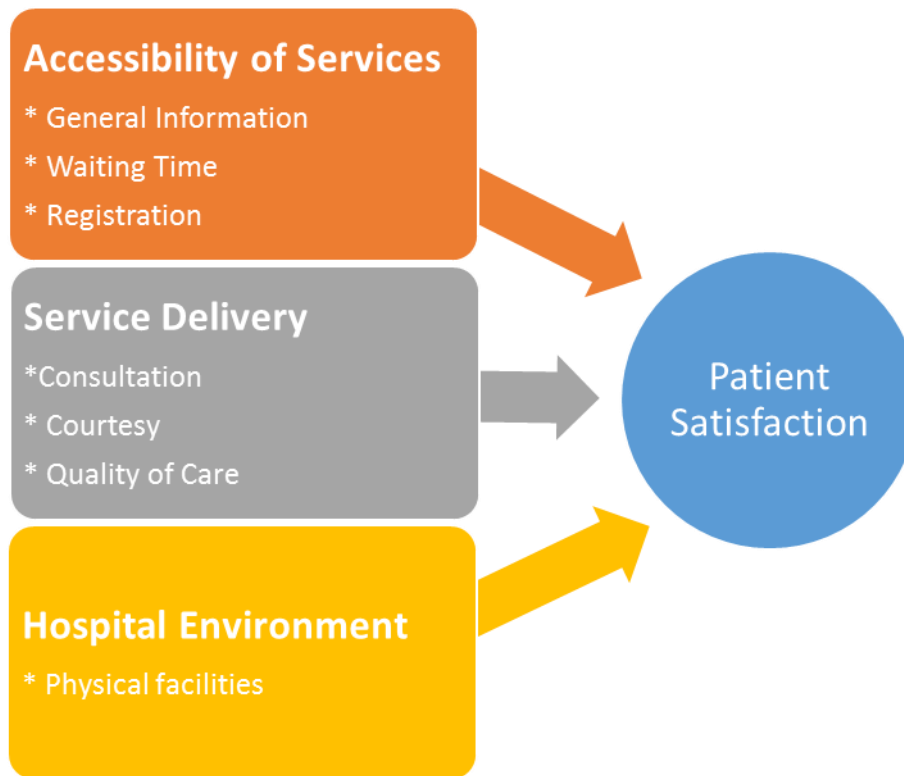 Accessibility of Services
* General Information
* Waiting Time
* Registration
Service Delivery
*Consultation
* Courtesy
* Quality of Care
Hospital Environment
* Physical facilities
Patient
Satisfaction